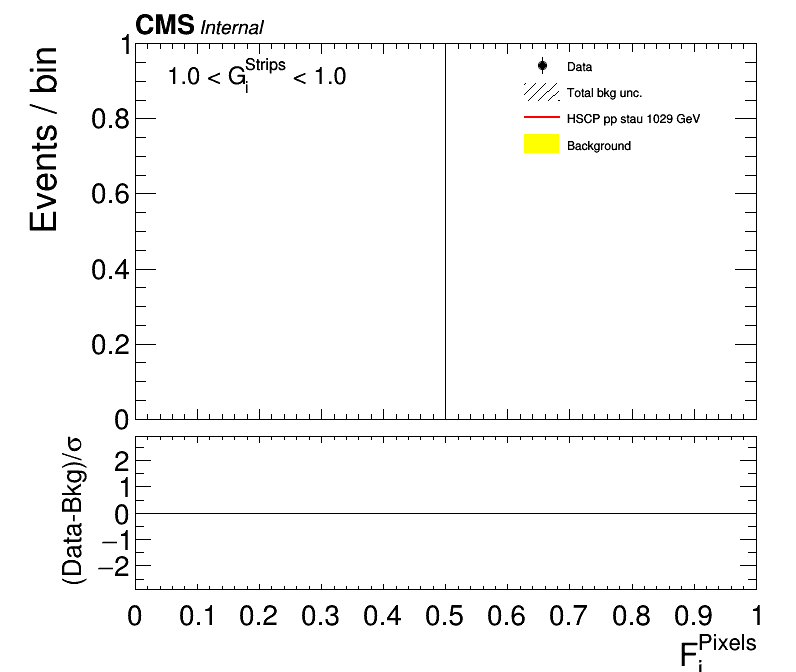 CMS Internal
Events / bin
1
0.8
0.6
0.4
0.2
0
1.0 < G_i^Strips < 1.0
Data
Total bkg unc.
HSCP pp stau 1029 GeV
Background
(Data-Bkg)/σ
2
1
0
−1
−2
0 0.1 0.2 0.3 0.4 0.5 0.6 0.7 0.8 0.9 1
F_i^Pixels